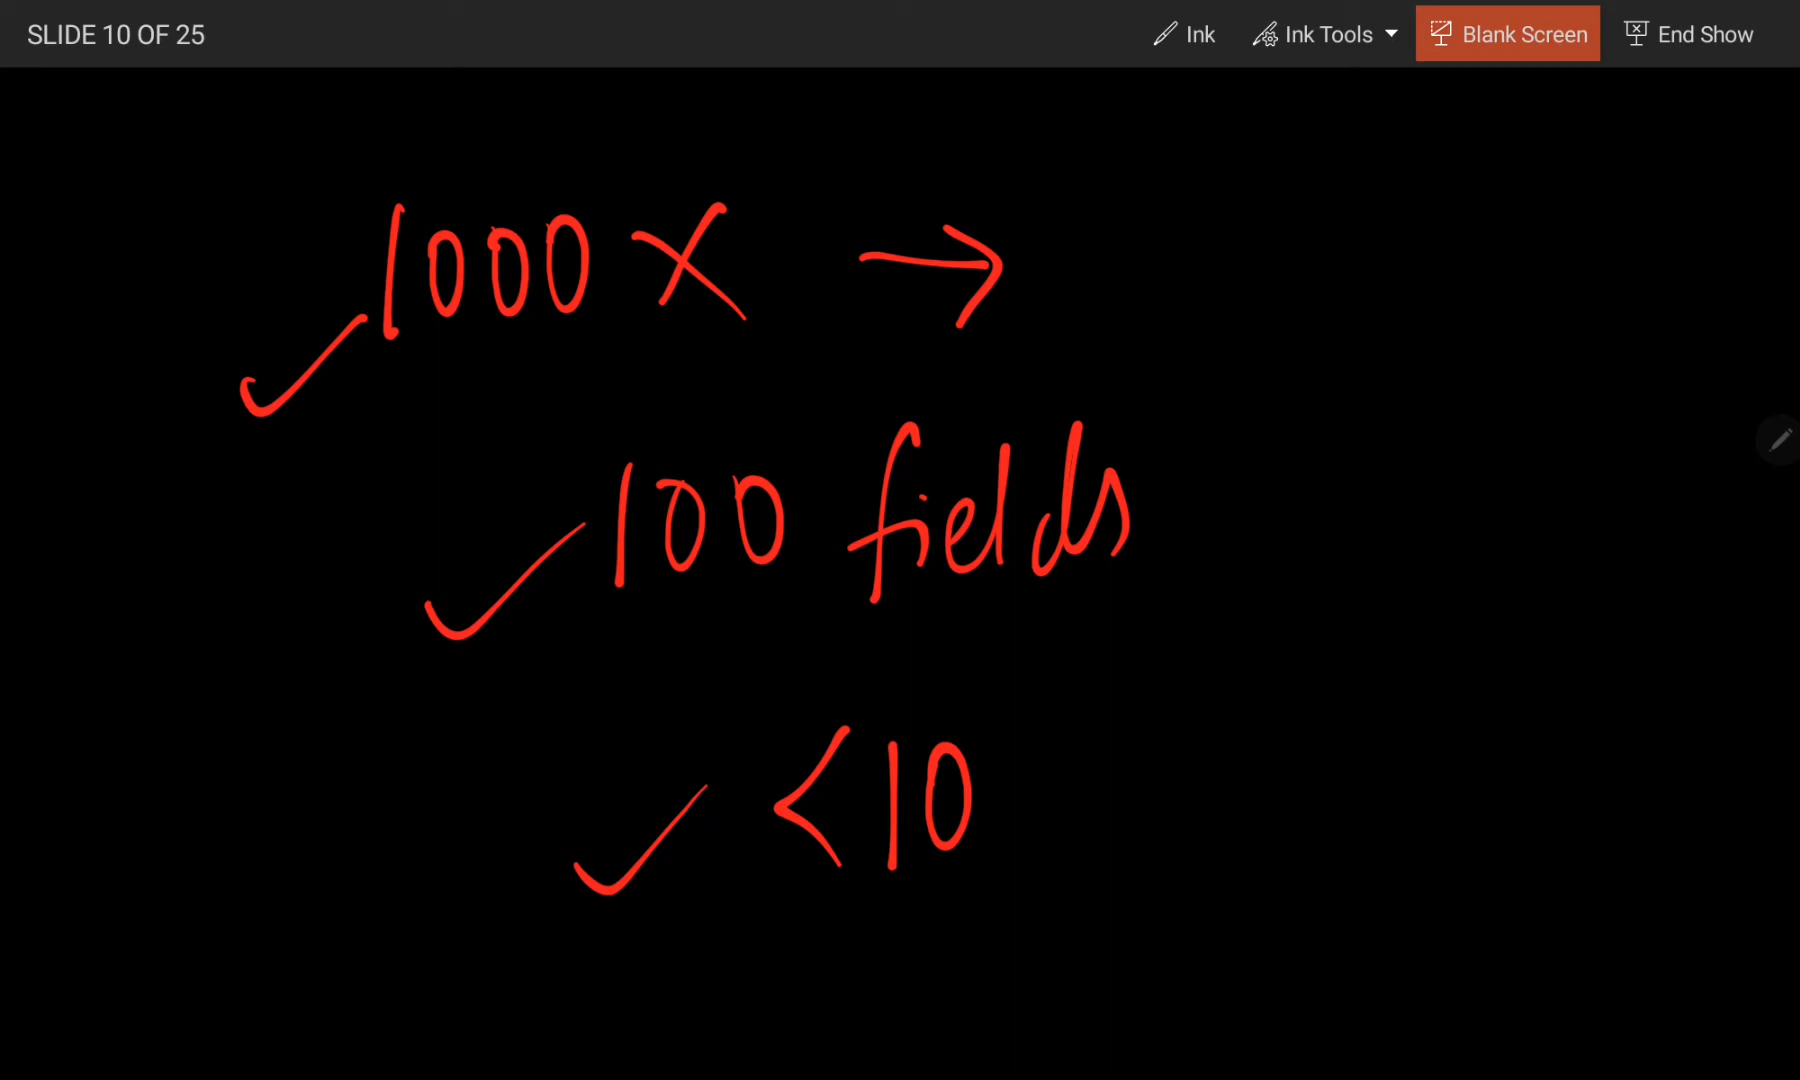 SLIDE 10 OF 25 Ink Ink Tools Blank Screen End Show
1000 X →
100 fields
<10